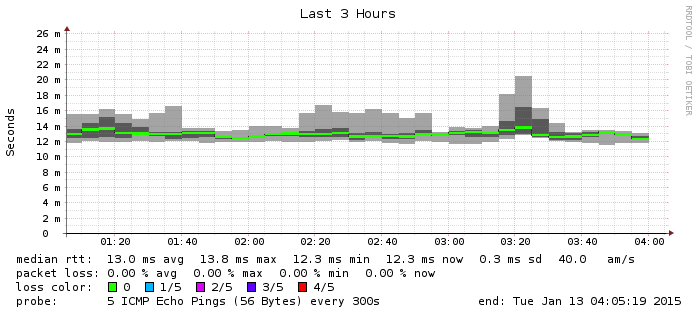 Last 3 Hours
RRDTOOL / TOBI OETIKER
Seconds
26 m
24 m
22 m
20 m
18 m
16 m
14 m
12 m
10 m
8 m
6 m
4 m
2 m
0
01:20 01:40 02:00 02:20 02:40 03:00 03:20 03:40 04:00
median rtt: 13.0 ms avg 13.8 ms max 12.3 ms min 12.3 ms now 0.3 ms sd 40.0 am/s
packet loss: 0.00 % avg 0.00 % max 0.00 % min 0.00 % now
loss color: 0 1/5 2/5 3/5 4/5
probe: 5 ICMP Echo Pings (56 Bytes) every 300s end: Tue Jan 13 04:05:19 2015